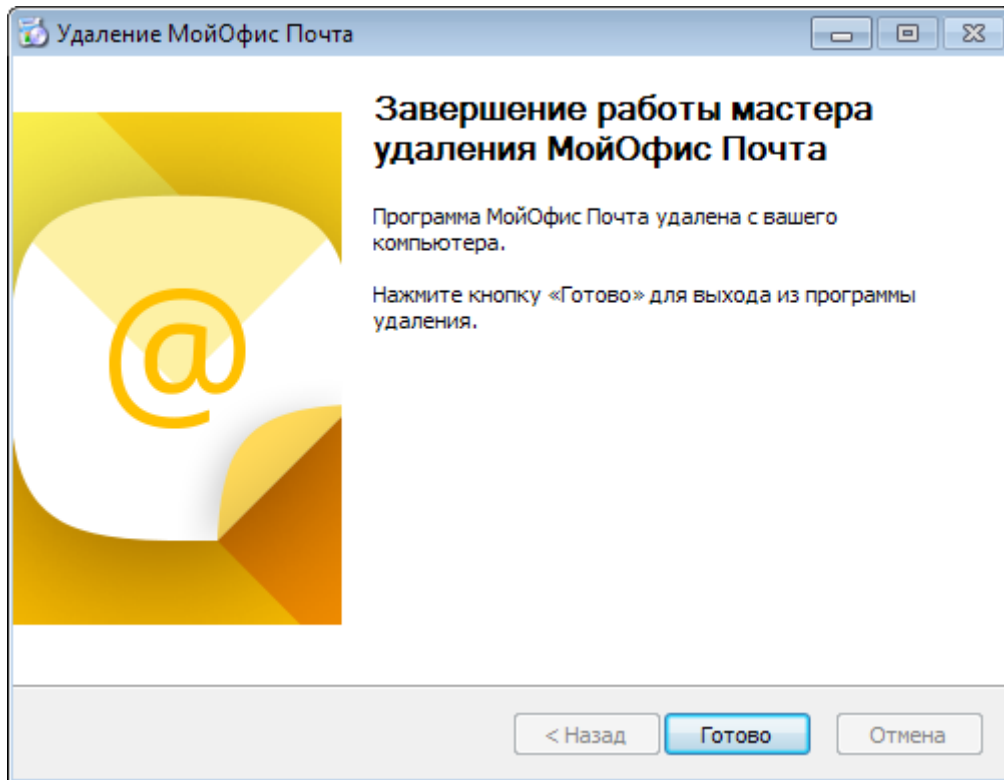 Удаление МойОфис Почта
Завершение работы мастера
удаления МойОфис Почта
Программа МойОфис Почта удалена с вашего
компьютера.
Нажмите кнопку «Готово» для выхода из программы
удаления.
@
< Назад
Готово
Отмена